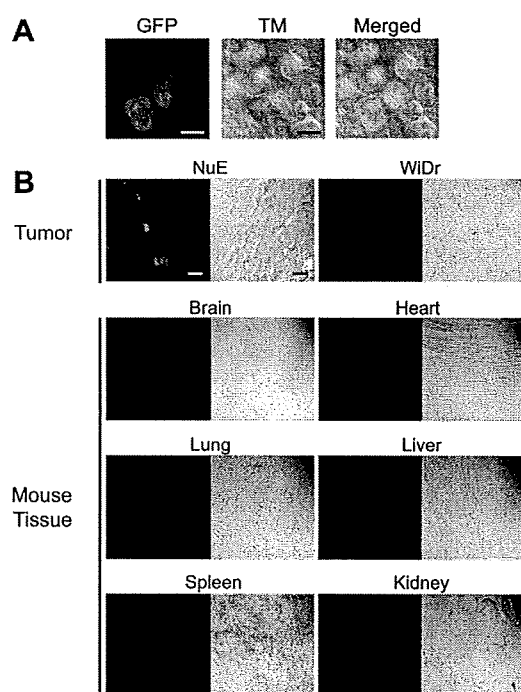 A
GFP TM Merged
B
NuE WiDr
Tumor
Brain Heart
Lung Liver
Mouse
Tissue
Spleen Kidney